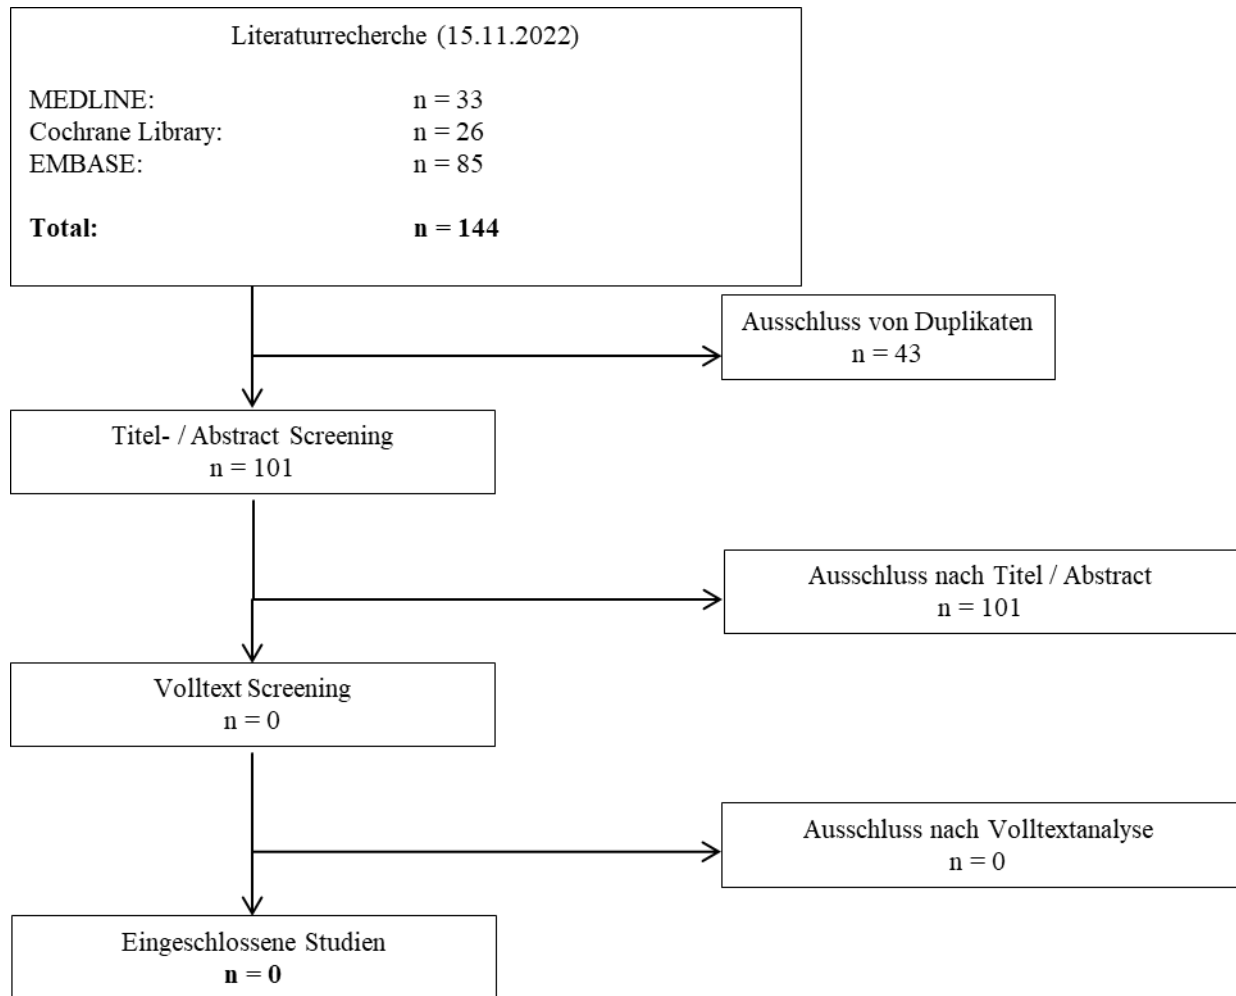 Literaturrecherche (15.11.2022)
MEDLINE: n = 33
Cochrane Library: n = 26
EMBASE: n = 85
Total: n = 144
Ausschluss von Duplikaten
n = 43
Titel- / Abstract Screening
n = 101
Ausschluss nach Titel / Abstract
n = 101
Volltext Screening
n = 0
Ausschluss nach Volltextanalyse
n = 0
Eingeschlossene Studien
n = 0